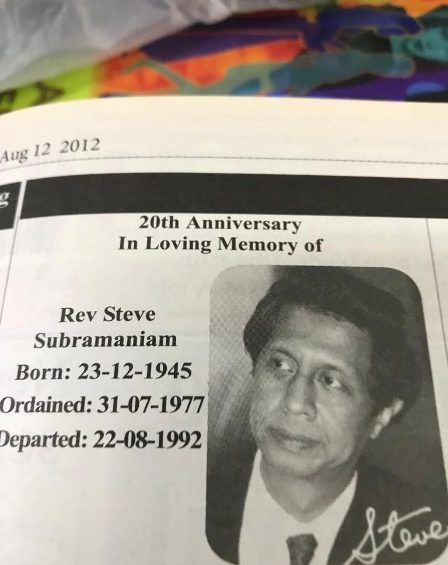 Aug 12 2012
g
20th Anniversary
In Loving Memory of
Rev Steve
Subramaniam
Born: 23-12-1945
Ordained: 31-07-1977
Departed: 22-08-1992
Steve